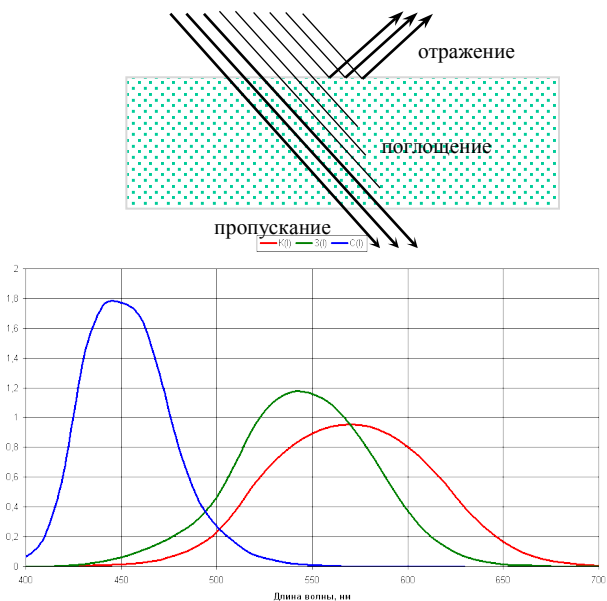 отражение
поглощение
пропускание
К(l) З(l) С(l)
2
1,8
1,6
1,4
1,2
1
0,8
0,6
0,4
0,2
0
400 450 500 550 600 650 700
Длина волны, нм